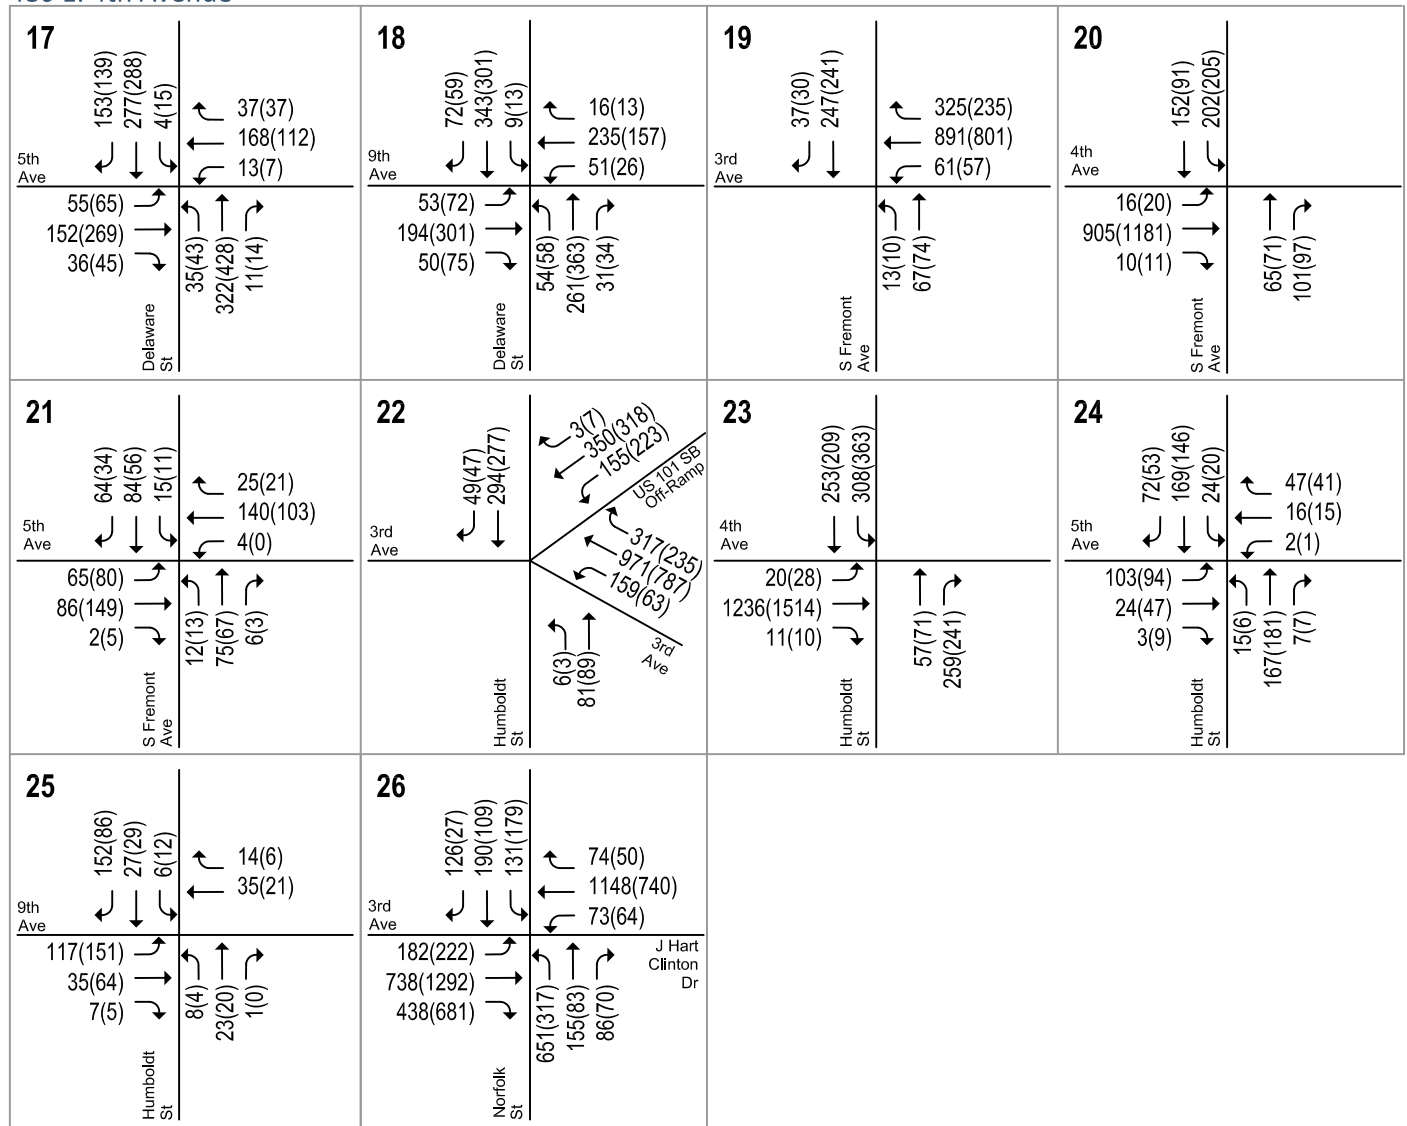 17
153(139)
277(288)
4(15)
37(37)
168(112)
13(7)
5th
Ave
55(65)
152(269)
36(45)
35(43)
322(428)
11(14)
Delaware
St
18
72(59)
343(301)
9(13)
16(13)
235(157)
51(26)
9th
Ave
53(72)
194(301)
50(75)
54(58)
261(363)
31(34)
Delaware
St
19
37(30)
247(241)
325(235)
891(801)
61(57)
3rd
Ave
13(10)
67(74)
S Fremont
Ave
20
152(91)
202(205)
4th
Ave
16(20)
905(1181)
10(11)
65(71)
101(97)
S Fremont
Ave
21
64(34)
84(56)
15(11)
25(21)
140(103)
4(0)
5th
Ave
65(80)
86(149)
2(5)
12(13)
75(67)
6(3)
S Fremont
Ave
22
49(47)
294(277)
3(7)
350(318)
155(223)
US 101 SB
Off-Ramp
3rd
Ave
317(235)
971(787)
159(63)
3rd
Ave
6(3)
81(89)
Humboldt
St
23
253(209)
308(363)
4th
Ave
20(28)
1236(1514)
11(10)
57(71)
259(241)
Humboldt
St
24
72(53)
169(146)
24(20)
47(41)
16(15)
2(1)
5th
Ave
103(94)
24(47)
3(9)
15(6)
167(181)
7(7)
Humboldt
St
25
152(86)
27(29)
6(12)
14(6)
35(21)
9th
Ave
117(151)
35(64)
7(5)
8(4)
23(20)
1(0)
Humboldt
St
26
126(27)
190(109)
131(179)
74(50)
1148(740)
73(64)
3rd
Ave
J Hart
Clinton
Dr
182(222)
738(1292)
438(681)
651(317)
155(83)
86(70)
Norfolk
St